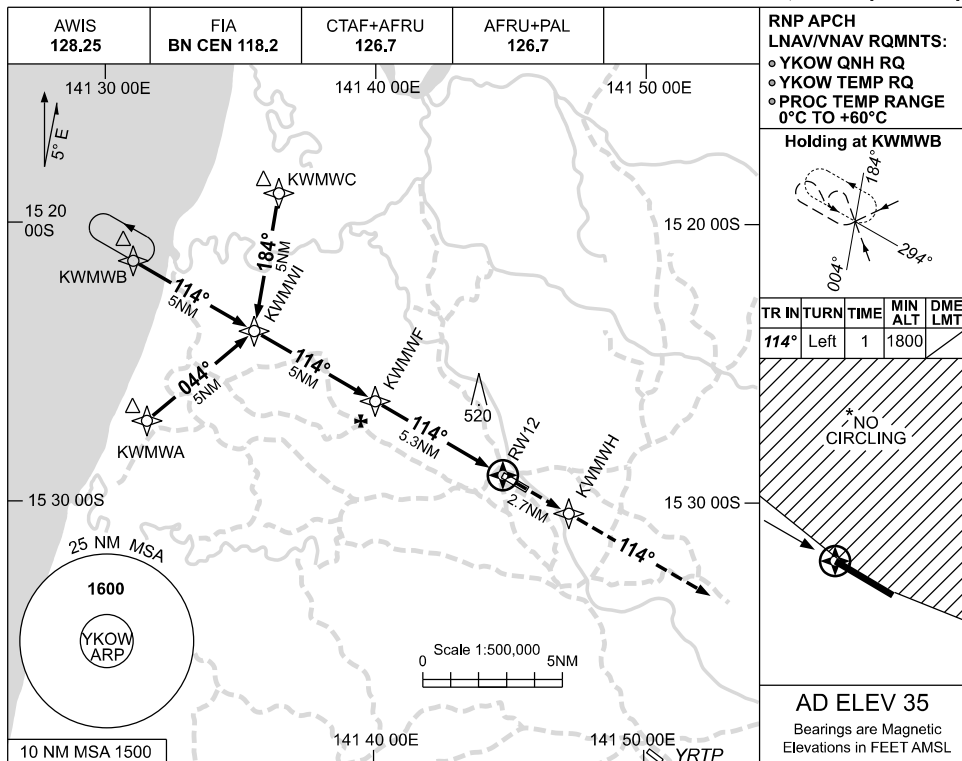 AWIS
128.25
FIA
BN CEN 118.2
CTAF+AFRU
126.7
AFRU+PAL
126.7
RNP APCH
LNAV/VNAV RQMNTS:
YKOW QNH RQ
YKOW TEMP RQ
PROC TEMP RANGE
0°C TO +60°C
141 30 00E
141 40 00E
141 50 00E
5° E
Holding at KWMWB
184°
294°
004°
KWMWC
15 20
00S
15 20 00S
184°
5NM
KWMWB
114°
5NM
KWMWI
TR IN TURN TIME MIN ALT DME LMT
114° Left 1 1800
114°
5NM
KWMWF
044°
5NM
KWMWA
520
114°
5.3NM
RW12
KWMWH
2.7NM
114°
*NO
CIRCLING
15 30 00S
15 30 00S
25 NM MSA
1600
YKOW
ARP
Scale 1:500,000
0 5NM
10 NM MSA 1500
141 40 00E
141 50 00E
YRTP
AD ELEV 35
Bearings are Magnetic
Elevations in FEET AMSL